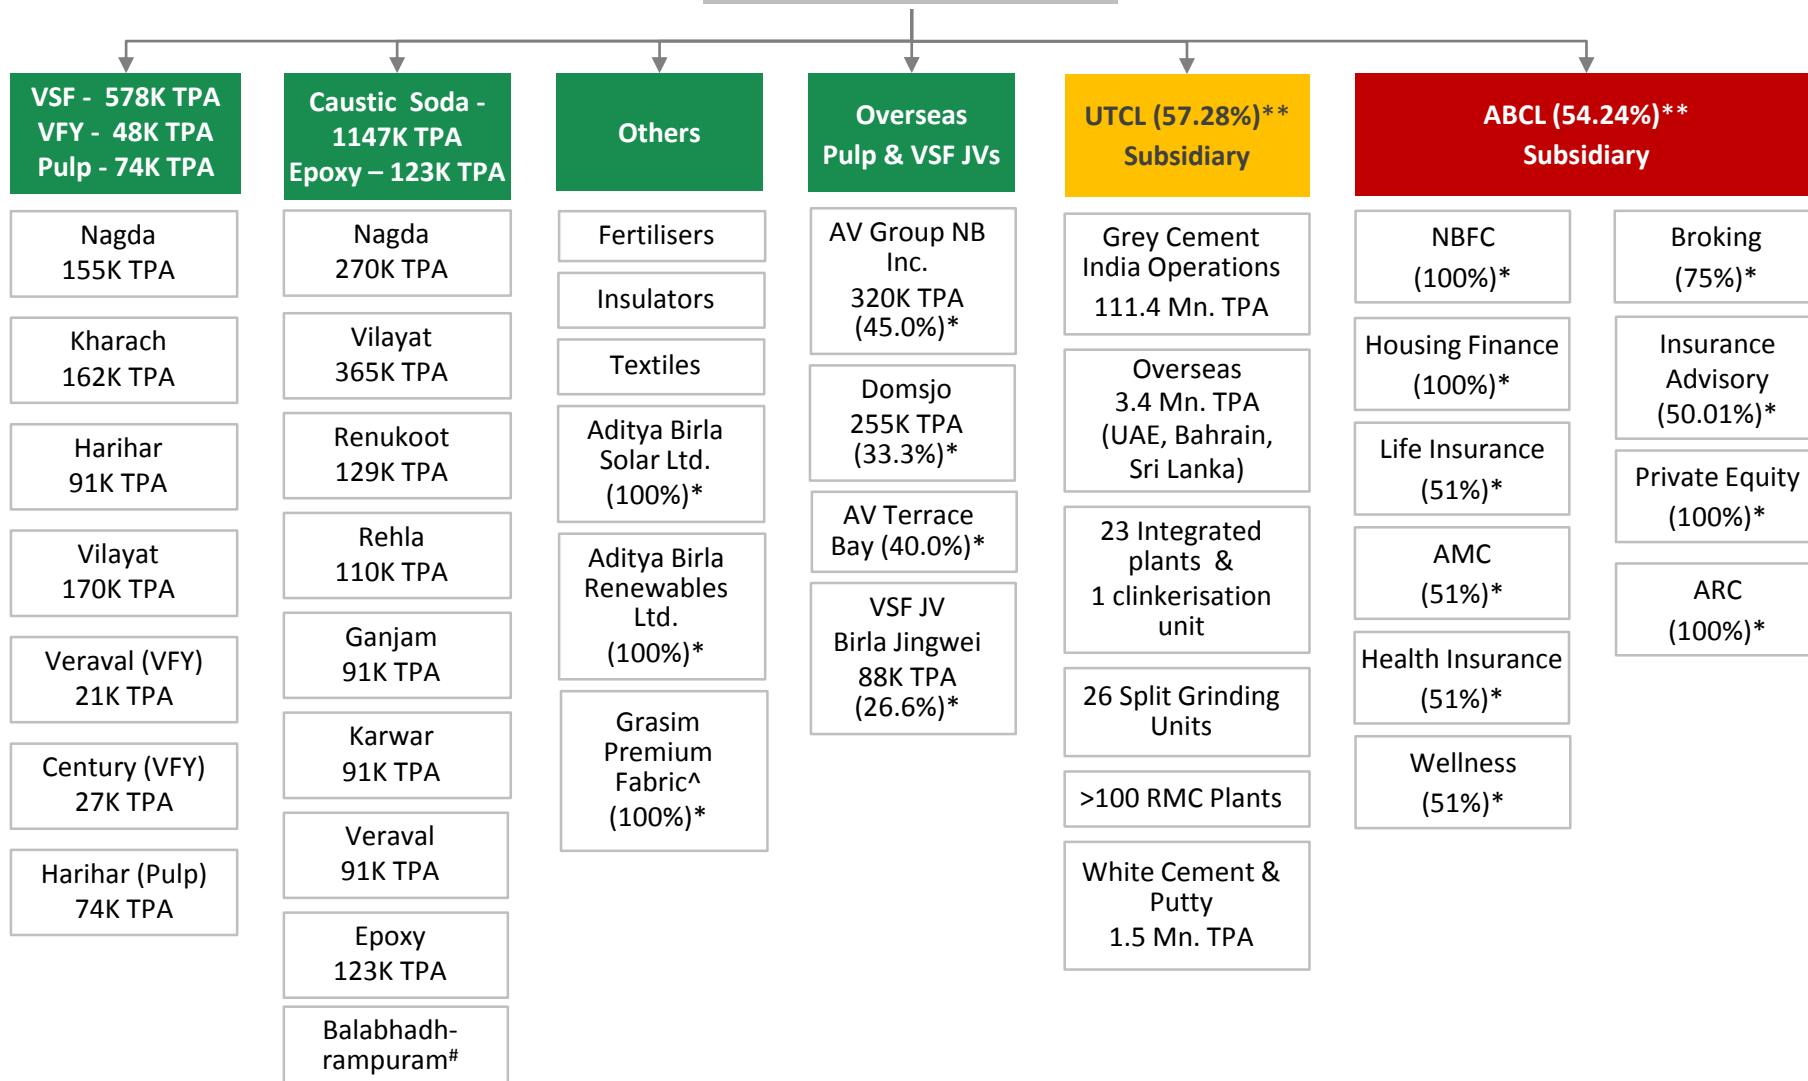 VSF - 578K TPA
VFY - 48K TPA
Pulp - 74K TPA
Nagda
155K TPA
Kharach
162K TPA
Harihar
91K TPA
Vilayat
170K TPA
Veraval (VFY)
21K TPA
Century (VFY)
27K TPA
Harihar (Pulp)
74K TPA
Caustic Soda -
1147K TPA
Epoxy – 123K TPA
Nagda
270K TPA
Vilayat
365K TPA
Renukoot
129K TPA
Rehla
110K TPA
Ganjam
91K TPA
Karwar
91K TPA
Veraval
91K TPA
Epoxy
123K TPA
Balabhadh-
rampuram#
Others
Fertilisers
Insulators
Textiles
Aditya Birla
Solar Ltd.
(100%)*
Aditya Birla
Renewables
Ltd.
(100%)*
Grasim
Premium
Fabric^
(100%)*
Overseas
Pulp & VSF JVs
AV Group NB
Inc.
320K TPA
(45.0%)*
Domsjo
255K TPA
(33.3%)*
AV Terrace
Bay (40.0%)*
VSF JV
Birla Jingwei
88K TPA
(26.6%)*
UTCL (57.28%)**
Subsidiary
Grey Cement
India Operations
111.4 Mn. TPA
Overseas
3.4 Mn. TPA
(UAE, Bahrain,
Sri Lanka)
23 Integrated
plants &
1 clinkerisation
unit
26 Split Grinding
Units
>100 RMC Plants
White Cement &
Putty
1.5 Mn. TPA
ABCL (54.24%)**
Subsidiary
NBFC
(100%)*
Housing Finance
(100%)*
Life Insurance
(51%)*
AMC
(51%)*
Health Insurance
(51%)*
Wellness
(51%)*
Broking
(75%)*
Insurance
Advisory
(50.01%)*
Private Equity
(100%)*
ARC
(100%)*